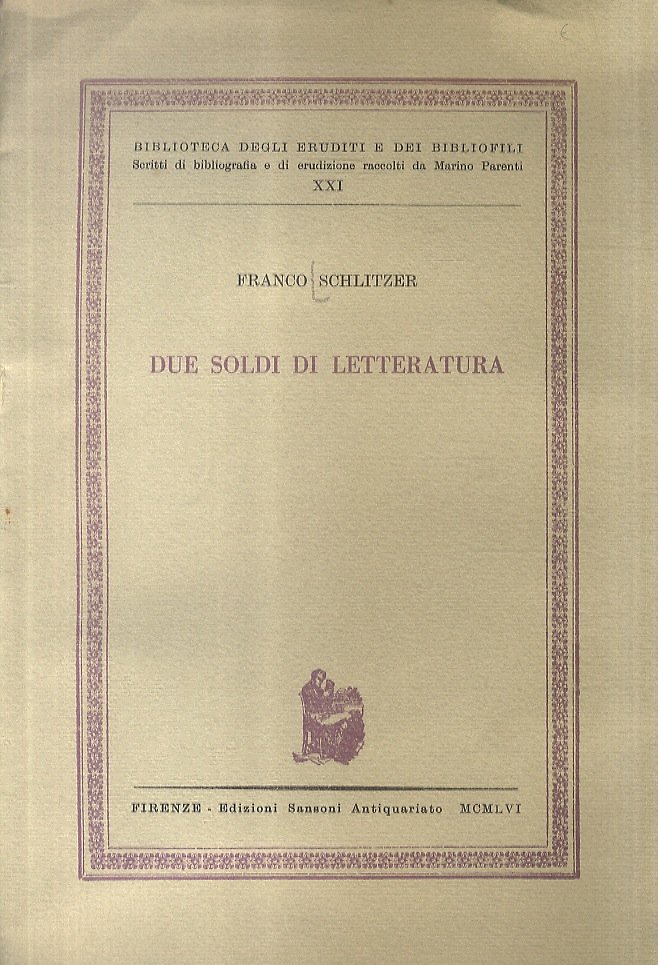 BIBLIOTECA DEGLI ERUDITI E DEI BIBLIOFILI
Scritti di bibliografia e di erudizione raccolti da Marino Parenti
XXI
FRANCO SCHLITZER
DUE SOLDI DI LETTERATURA
FIRENZE - Edizioni Sansoni Antiquariato MCMLVI